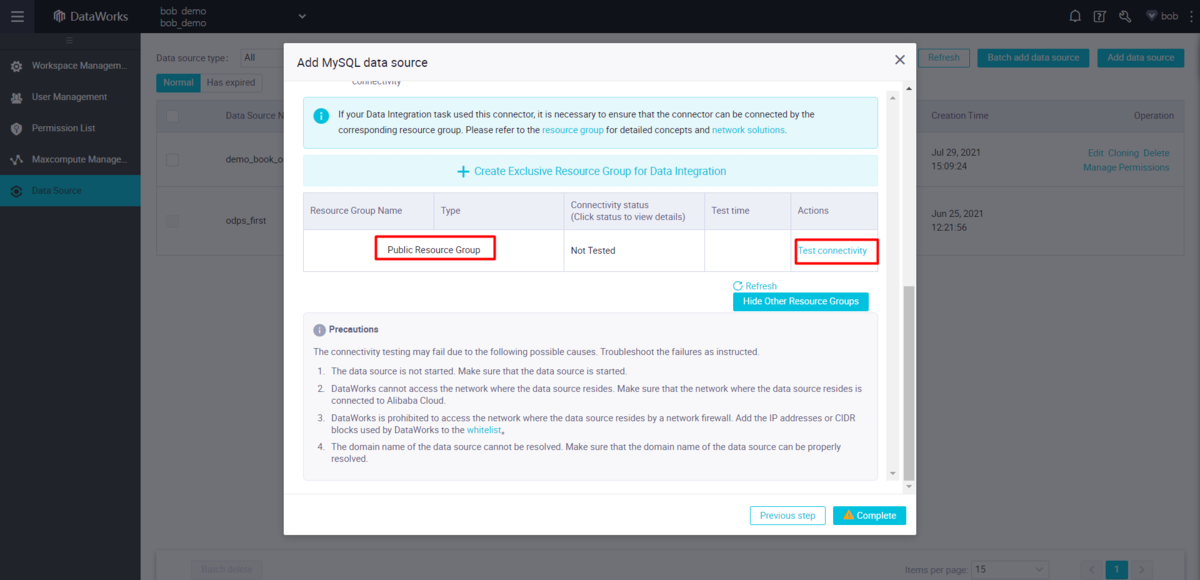 DataWorks
bob demo
bob_demo
bob
Workspace Managem...
User Management
Permission List
Maxcompute Manage...
Data Source
Data source type: All
Refresh
Batch add data source
Add data source
Normal
Has expired
Data Source N
Creation Time
Operation
demo_book_o
Jul 29, 2021
15:09:24
Edit Cloning Delete
Manage Permissions
odps_first
Jun 25, 2021
12:21:56
Add MySQL data source
connectivity
If your Data Integration task used this connector, it is necessary to ensure that the connector can be connected by the
corresponding resource group. Please refer to the resource group for detailed concepts and network solutions.
Create Exclusive Resource Group for Data Integration
Resource Group Name
Type
Connectivity status
(Click status to view details)
Test time
Actions
Public Resource Group
Not Tested
Test connectivity
Refresh
Hide Other Resource Groups
Precautions
The connectivity testing may fail due to the following possible causes. Troubleshoot the failures as instructed.
1. The data source is not started. Make sure that the data source is started.
2. DataWorks cannot access the network where the data source resides. Make sure that the network where the data source resides is
connected to Alibaba Cloud.
3. DataWorks is prohibited to access the network where the data source resides by a network firewall. Add the IP addresses or CIDR
blocks used by DataWorks to the whitelist。
4. The domain name of the data source cannot be resolved. Make sure that the domain name of the data source can be properly
resolved.
Previous step
Complete
Batch delete
Items per page: 15
1